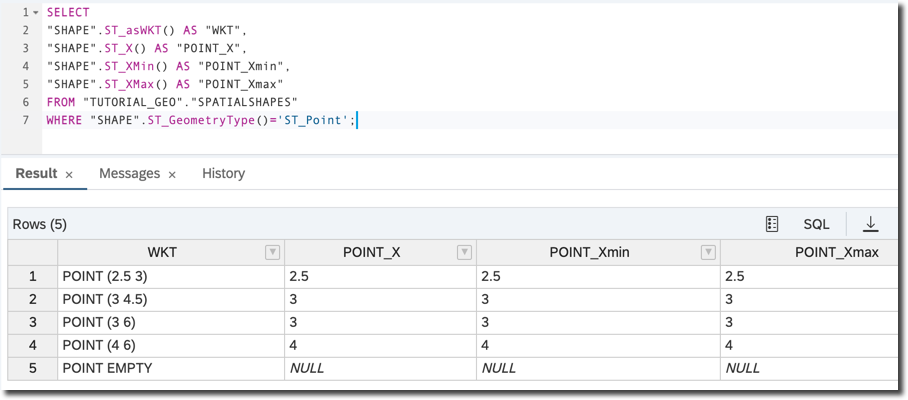 1 SELECT
2 "SHAPE".ST_asWKT() AS "WKT",
3 "SHAPE".ST_X() AS "POINT_X",
4 "SHAPE".ST_XMin() AS "POINT_Xmin",
5 "SHAPE".ST_XMax() AS "POINT_Xmax"
6 FROM "TUTORIAL_GEO"."SPATIALSHAPES"
7 WHERE "SHAPE".ST_GeometryType()='ST_Point';
Result × Messages × History
Rows (5) SQL
WKT POINT_X POINT_Xmin POINT_Xmax
1 POINT (2.5 3) 2.5 2.5 2.5
2 POINT (3 4.5) 3 3 3
3 POINT (3 6) 3 3 3
4 POINT (4 6) 4 4 4
5 POINT EMPTY NULL NULL NULL